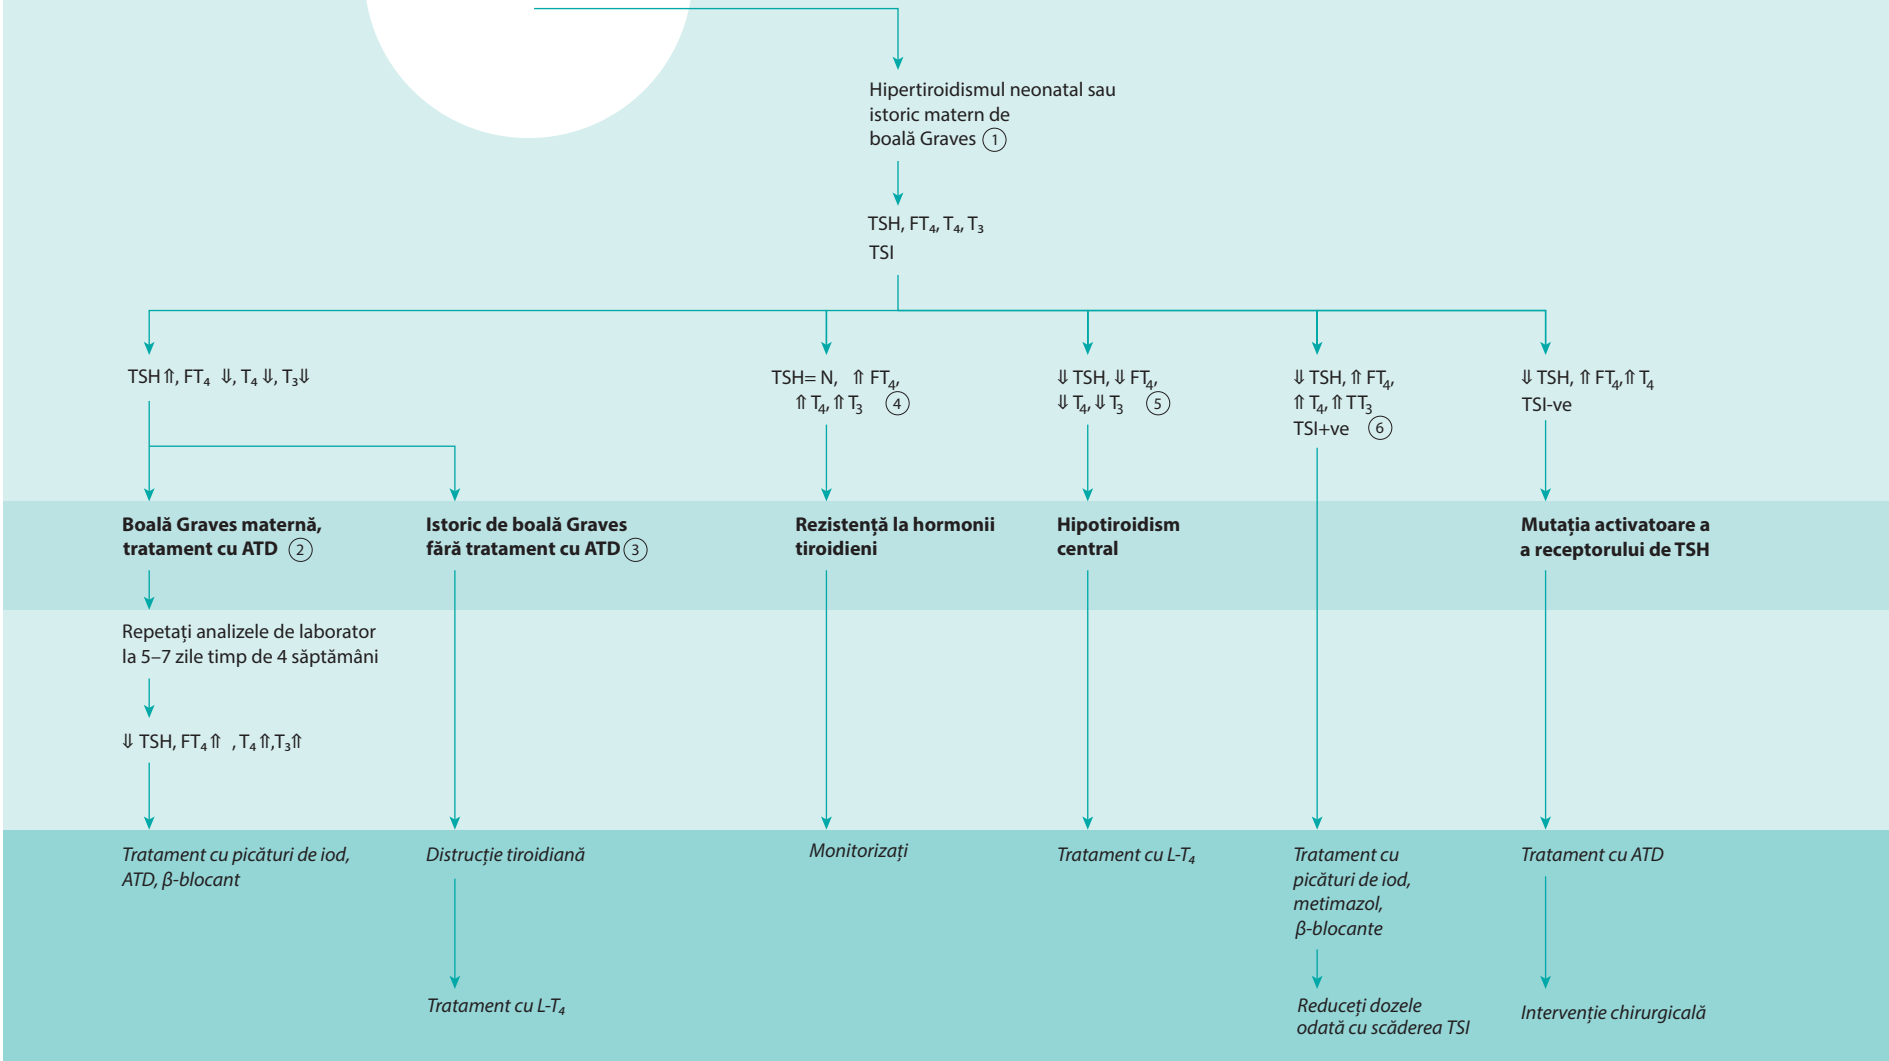 Hipertiroidismul neonatal sau
istoric matern de
boală Graves ①
TSH, FT₄, T₄, T₃
TSI
TSH⇑, FT₄ ⇓, T₄⇓, T₃⇓
TSH= N, ⇑ FT₄,
⇑ T₄, ⇑ T₃ ④
⇓ TSH, ⇓ FT₄,
⇓ T₄, ⇓ T₃ ⑤
⇓ TSH, ⇑ FT₄,
⇑ T₄, ⇑ TT₃
TSI+ve ⑥
⇓ TSH, ⇑ FT₄,⇑ T₄
TSI-ve
Boală Graves maternă,
tratament cu ATD ②
Istoric de boală Graves
fără tratament cu ATD ③
Rezistență la hormonii
tiroidieni
Hipotiroidism
central
Mutația activatoare a
a receptorului de TSH
Repetați analizele de laborator
la 5–7 zile timp de 4 săptămâni
⇓ TSH, FT₄⇑ , T₄⇑,T₃⇑
Tratament cu picături de iod,
ATD, β-blocant
Distrucție tiroidiană
Monitorizați
Tratament cu L-T₄
Tratament cu
picături de iod,
metimazol,
β-blocante
Tratament cu ATD
Tratament cu L-T₄
Reduceți dozele
odată cu scăderea TSI
Intervenție chirurgicală